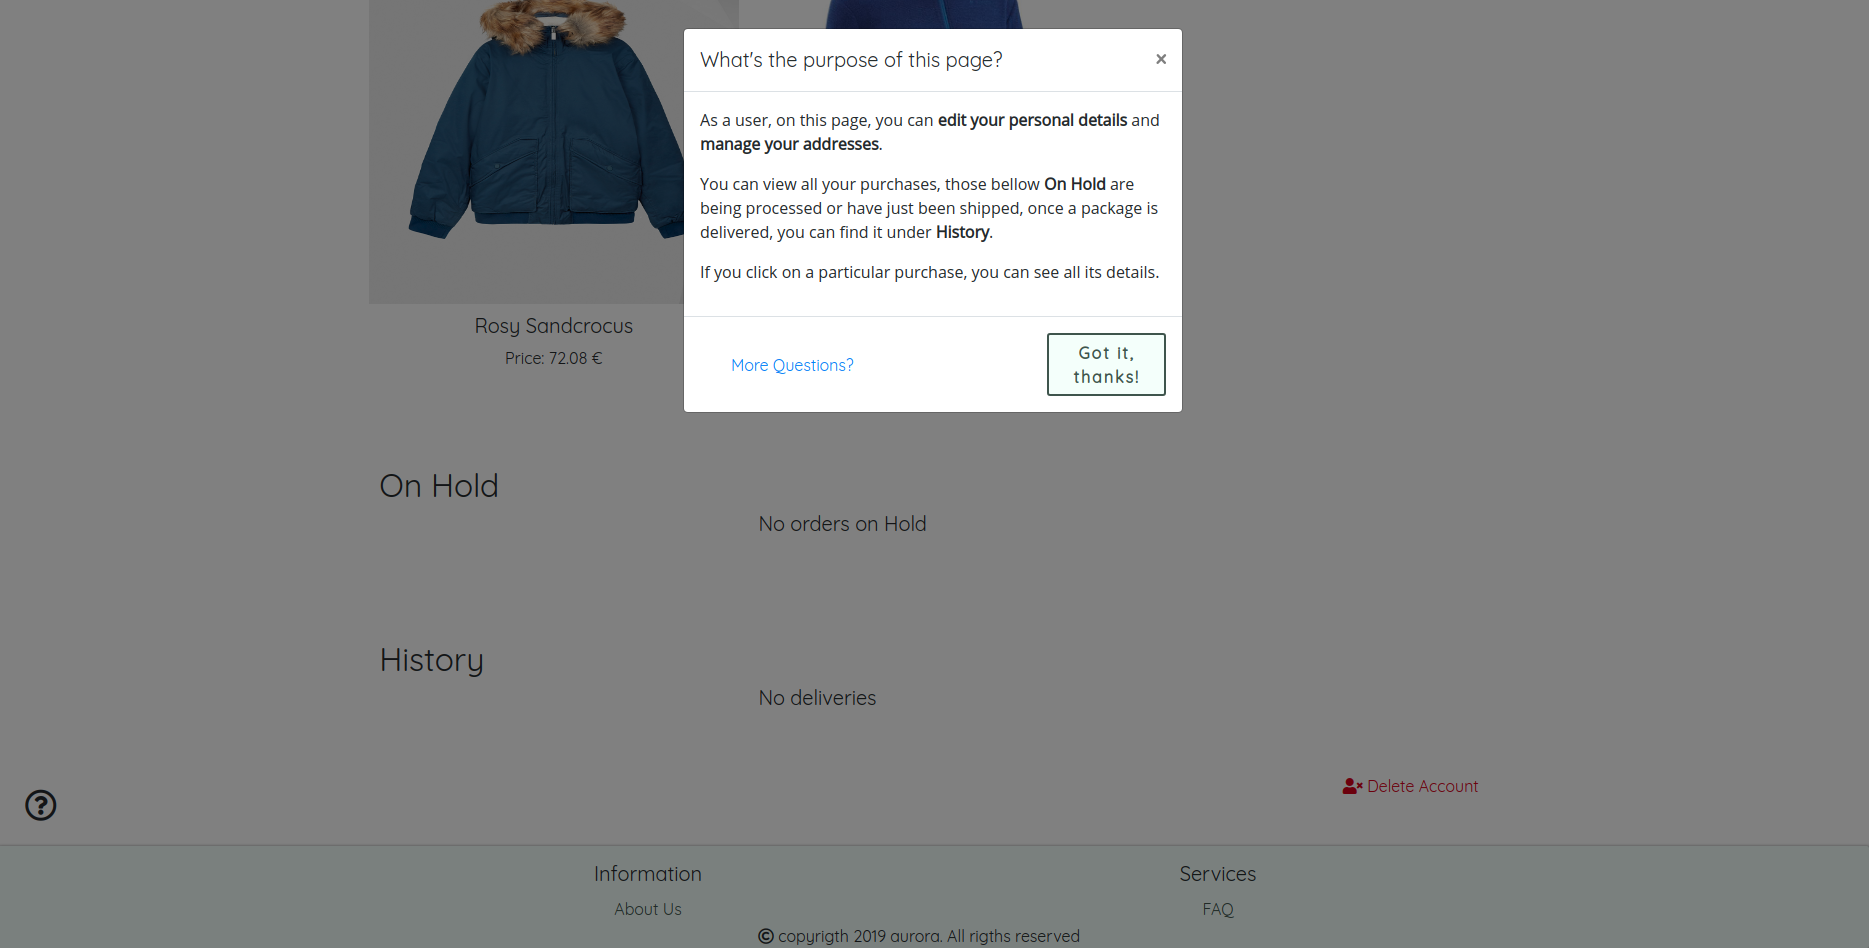 What's the purpose of this page?
×
As a user, on this page, you can edit your personal details and
manage your addresses.
You can view all your purchases, those bellow On Hold are
being processed or have just been shipped, once a package is
delivered, you can find it under History.
If you click on a particular purchase, you can see all its details.
More Questions?
Got it,
thanks!
Rosy Sandcrocus
Price: 72.08 €
On Hold
No orders on Hold
History
No deliveries
Delete Account
Information
Services
About Us
FAQ
© copyrigth 2019 aurora. All rigths reserved